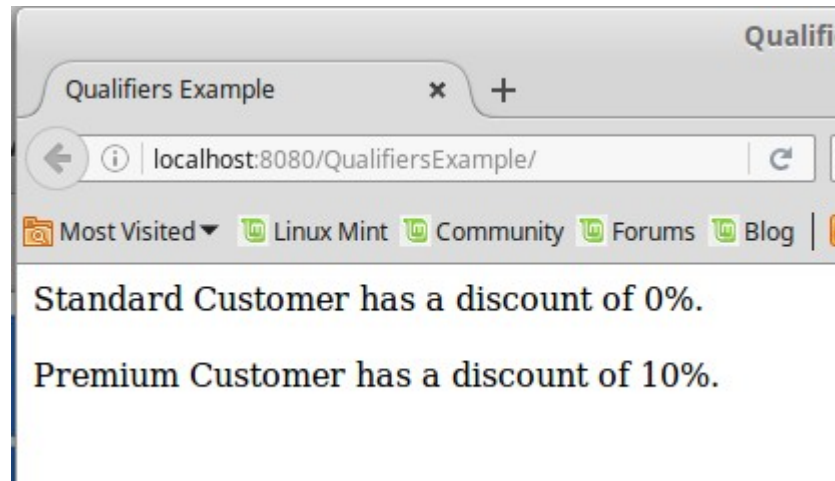 Qualifi
Qualifiers Example
localhost:8080/QualifiersExample/
Most Visited Linux Mint Community Forums Blog
Standard Customer has a discount of 0%.
Premium Customer has a discount of 10%.